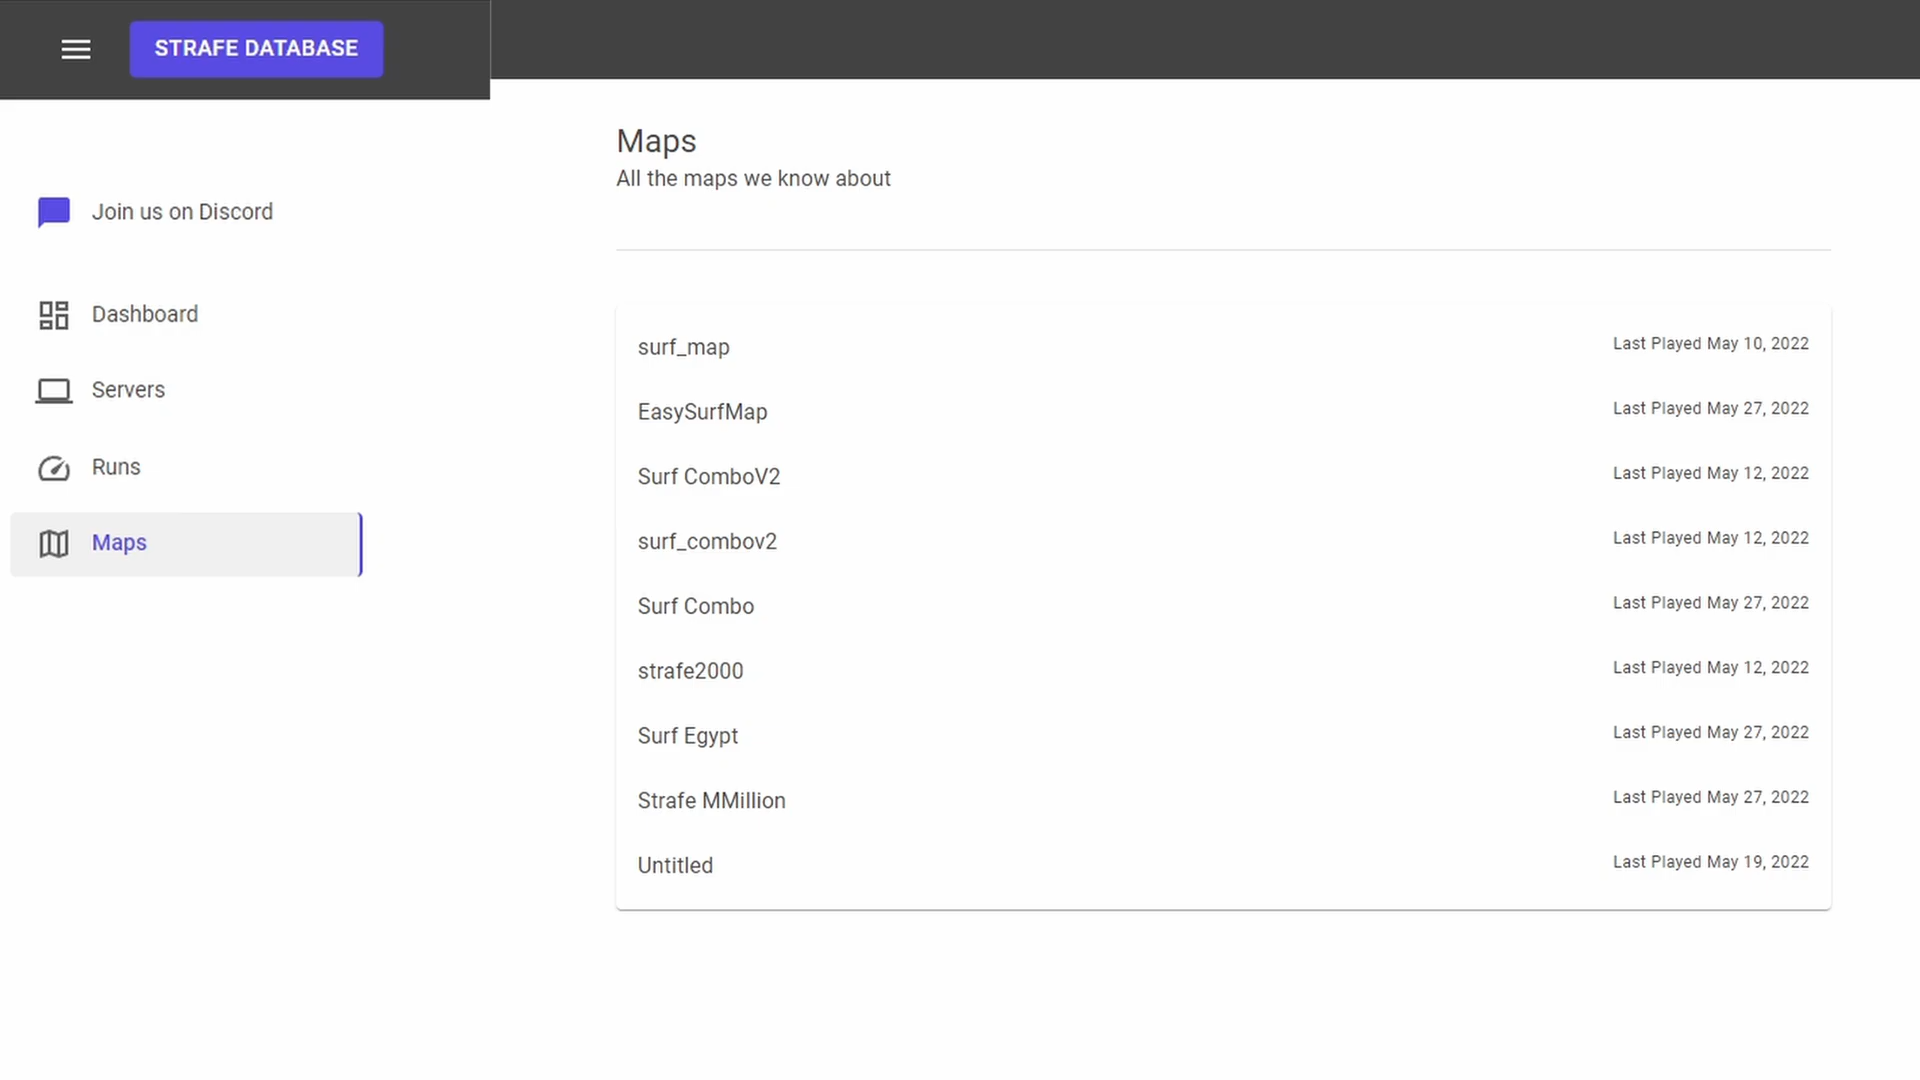 STRAFE DATABASE
Join us on Discord
Dashboard
Servers
Runs
Maps
Maps
All the maps we know about
surf_map Last Played May 10, 2022
EasySurfMap Last Played May 27, 2022
Surf ComboV2 Last Played May 12, 2022
surf_combov2 Last Played May 12, 2022
Surf Combo Last Played May 27, 2022
strafe2000 Last Played May 12, 2022
Surf Egypt Last Played May 27, 2022
Strafe MMillion Last Played May 27, 2022
Untitled Last Played May 19, 2022